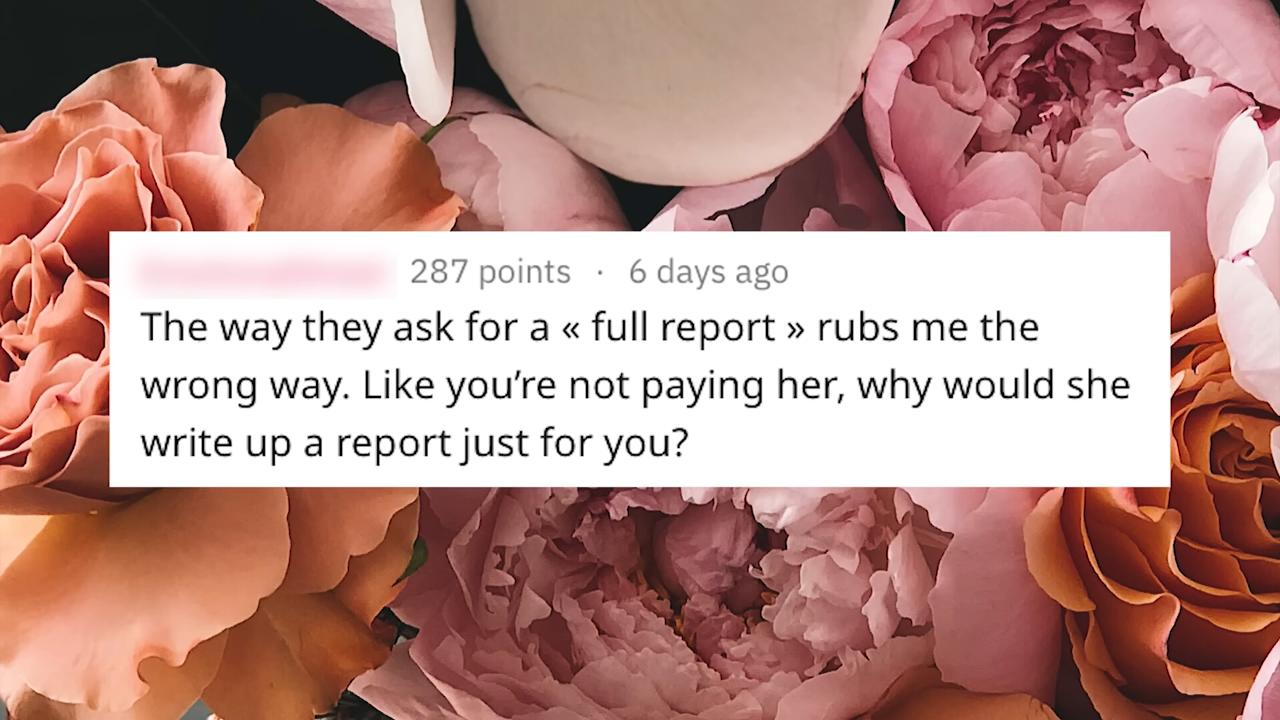 287 points · 6 days ago
The way they ask for a « full report » rubs me the
wrong way. Like you’re not paying her, why would she
write up a report just for you?